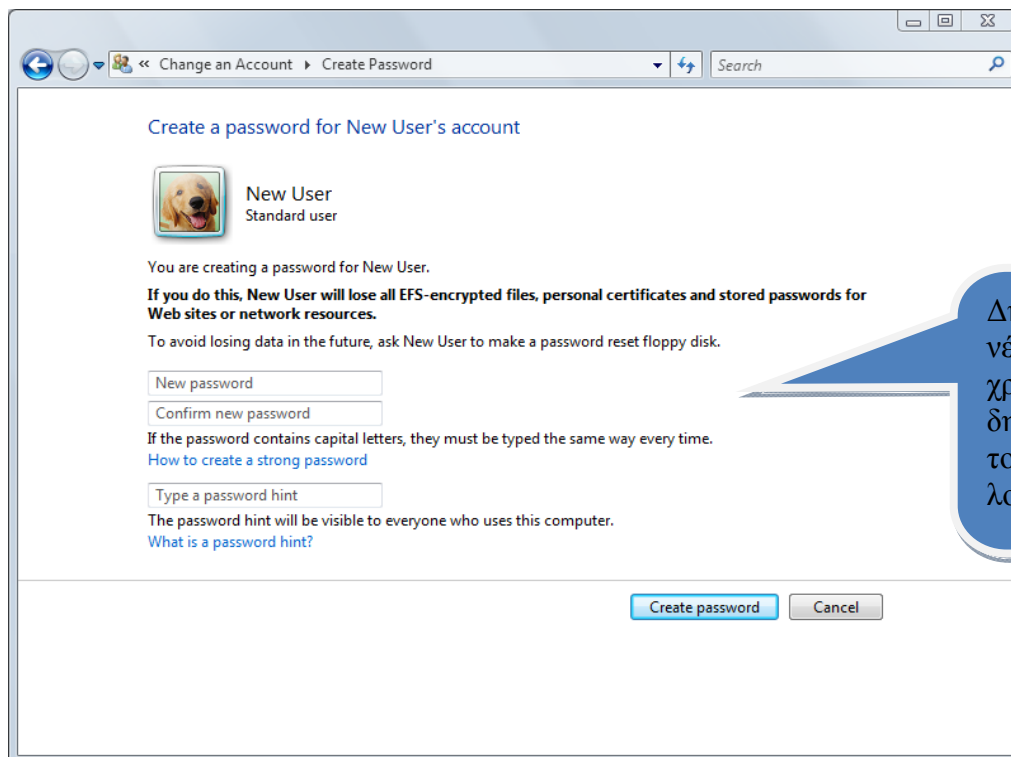 « Change an Account ▸ Create Password
Search
Create a password for New User's account
New User
Standard user
You are creating a password for New User.
If you do this, New User will lose all EFS-encrypted files, personal certificates and stored passwords for
Web sites or network resources.
To avoid losing data in the future, ask New User to make a password reset floppy disk.
New password
Confirm new password
If the password contains capital letters, they must be typed the same way every time.
How to create a strong password
Type a password hint
The password hint will be visible to everyone who uses this computer.
What is a password hint?
Create password
Cancel